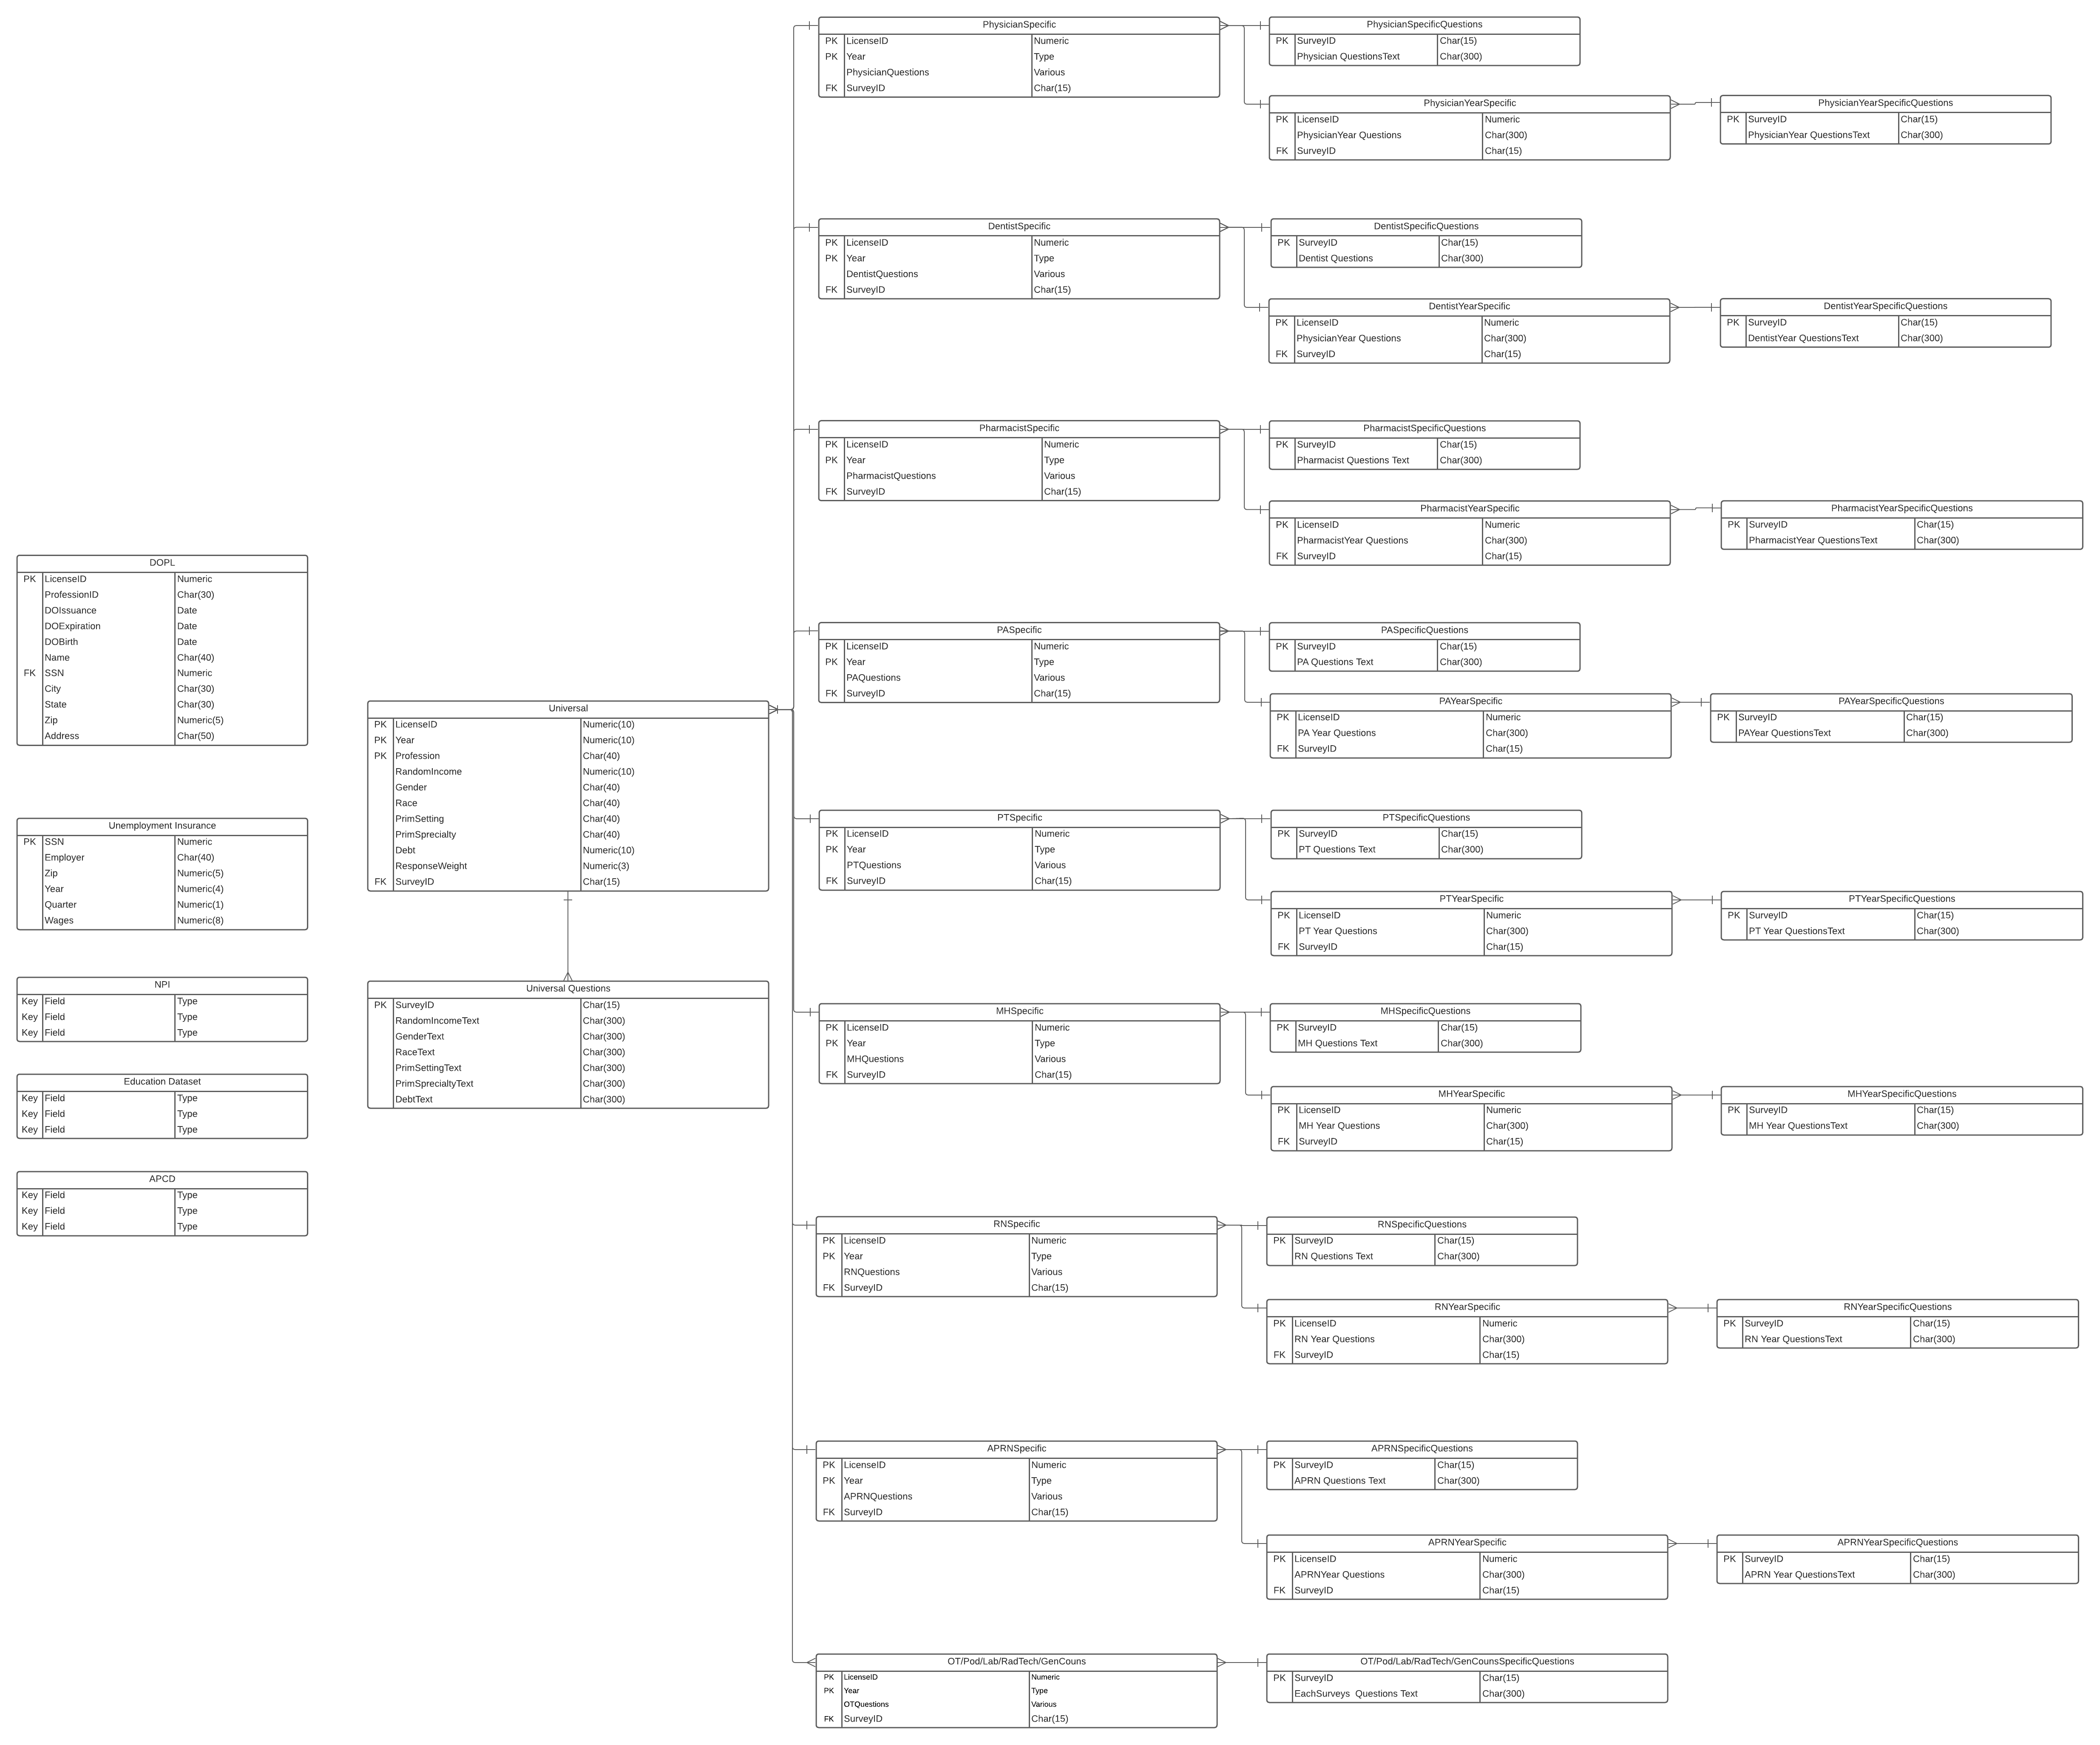 PhysicianSpecific
PK LicenseID Numeric
PK Year Type
PhysicianQuestions Various
FK SurveyID Char(15)
PhysicianSpecificQuestions
PK SurveyID Char(15)
Physician QuestionsText Char(300)
PhysicianYearSpecific
PK LicenseID Numeric
PhysicianYear Questions Char(300)
FK SurveyID Char(15)
PhysicianYearSpecificQuestions
PK SurveyID Char(15)
PhysicianYear QuestionsText Char(300)
DentistSpecific
PK LicenseID Numeric
PK Year Type
DentistQuestions Various
FK SurveyID Char(15)
DentistSpecificQuestions
PK SurveyID Char(15)
Dentist Questions Char(300)
DentistYearSpecific
PK LicenseID Numeric
PhysicianYear Questions Char(300)
FK SurveyID Char(15)
DentistYearSpecificQuestions
PK SurveyID Char(15)
DentistYear QuestionsText Char(300)
PharmacistSpecific
PK LicenseID Numeric
PK Year Type
PharmacistQuestions Various
FK SurveyID Char(15)
PharmacistSpecificQuestions
PK SurveyID Char(15)
Pharmacist Questions Text Char(300)
PharmacistYearSpecific
PK LicenseID Numeric
PharmacistYear Questions Char(300)
FK SurveyID Char(15)
PharmacistYearSpecificQuestions
PK SurveyID Char(15)
PharmacistYear QuestionsText Char(300)
DOPL
PK LicenseID Numeric
ProfessionID Char(30)
DOIssuance Date
DOExpiration Date
DOBirth Date
Name Char(40)
FK SSN Numeric
City Char(30)
State Char(30)
Zip Numeric(5)
Address Char(50)
PASpecific
PK LicenseID Numeric
PK Year Type
PAQuestions Various
FK SurveyID Char(15)
PASpecificQuestions
PK SurveyID Char(15)
PA Questions Text Char(300)
PAYearSpecific
PK LicenseID Numeric
PA Year Questions Char(300)
FK SurveyID Char(15)
PAYearSpecificQuestions
PK SurveyID Char(15)
PAYear QuestionsText Char(300)
Universal
PK LicenseID Numeric(10)
PK Year Numeric(10)
PK Profession Char(40)
RandomIncome Numeric(10)
Gender Char(40)
Race Char(40)
PrimSetting Char(40)
PrimSprecialty Char(40)
Debt Numeric(10)
ResponseWeight Numeric(3)
FK SurveyID Char(15)
Unemployment Insurance
PK SSN Numeric
Employer Char(40)
Zip Numeric(5)
Year Numeric(4)
Quarter Numeric(1)
Wages Numeric(8)
PTSpecific
PK LicenseID Numeric
PK Year Type
PTQuestions Various
FK SurveyID Char(15)
PTSpecificQuestions
PK SurveyID Char(15)
PT Questions Text Char(300)
PTYearSpecific
PK LicenseID Numeric
PT Year Questions Char(300)
FK SurveyID Char(15)
PTYearSpecificQuestions
PK SurveyID Char(15)
PT Year QuestionsText Char(300)
NPI
Key Field Type
Key Field Type
Key Field Type
Universal Questions
PK SurveyID Char(15)
RandomIncomeText Char(300)
GenderText Char(300)
RaceText Char(300)
PrimSettingText Char(300)
PrimSprecialtyText Char(300)
DebtText Char(300)
MHSpecific
PK LicenseID Numeric
PK Year Type
MHQuestions Various
FK SurveyID Char(15)
MHSpecificQuestions
PK SurveyID Char(15)
MH Questions Text Char(300)
MHYearSpecific
PK LicenseID Numeric
MH Year Questions Char(300)
FK SurveyID Char(15)
MHYearSpecificQuestions
PK SurveyID Char(15)
MH Year QuestionsText Char(300)
Education Dataset
Key Field Type
Key Field Type
Key Field Type
APCD
Key Field Type
Key Field Type
Key Field Type
RNSpecific
PK LicenseID Numeric
PK Year Type
RNQuestions Various
FK SurveyID Char(15)
RNSpecificQuestions
PK SurveyID Char(15)
RN Questions Text Char(300)
RNYearSpecific
PK LicenseID Numeric
RN Year Questions Char(300)
FK SurveyID Char(15)
RNYearSpecificQuestions
PK SurveyID Char(15)
RN Year QuestionsText Char(300)
APRNSpecific
PK LicenseID Numeric
PK Year Type
APRNQuestions Various
FK SurveyID Char(15)
APRNSpecificQuestions
PK SurveyID Char(15)
APRN Questions Text Char(300)
APRNYearSpecific
PK LicenseID Numeric
APRNYear Questions Char(300)
FK SurveyID Char(15)
APRNYearSpecificQuestions
PK SurveyID Char(15)
APRN Year QuestionsText Char(300)
OT/Pod/Lab/RadTech/GenCouns
PK LicenseID Numeric
PK Year Type
OTQuestions Various
FK SurveyID Char(15)
OT/Pod/Lab/RadTech/GenCounsSpecificQuestions
PK SurveyID Char(15)
EachSurveys Questions Text Char(300)